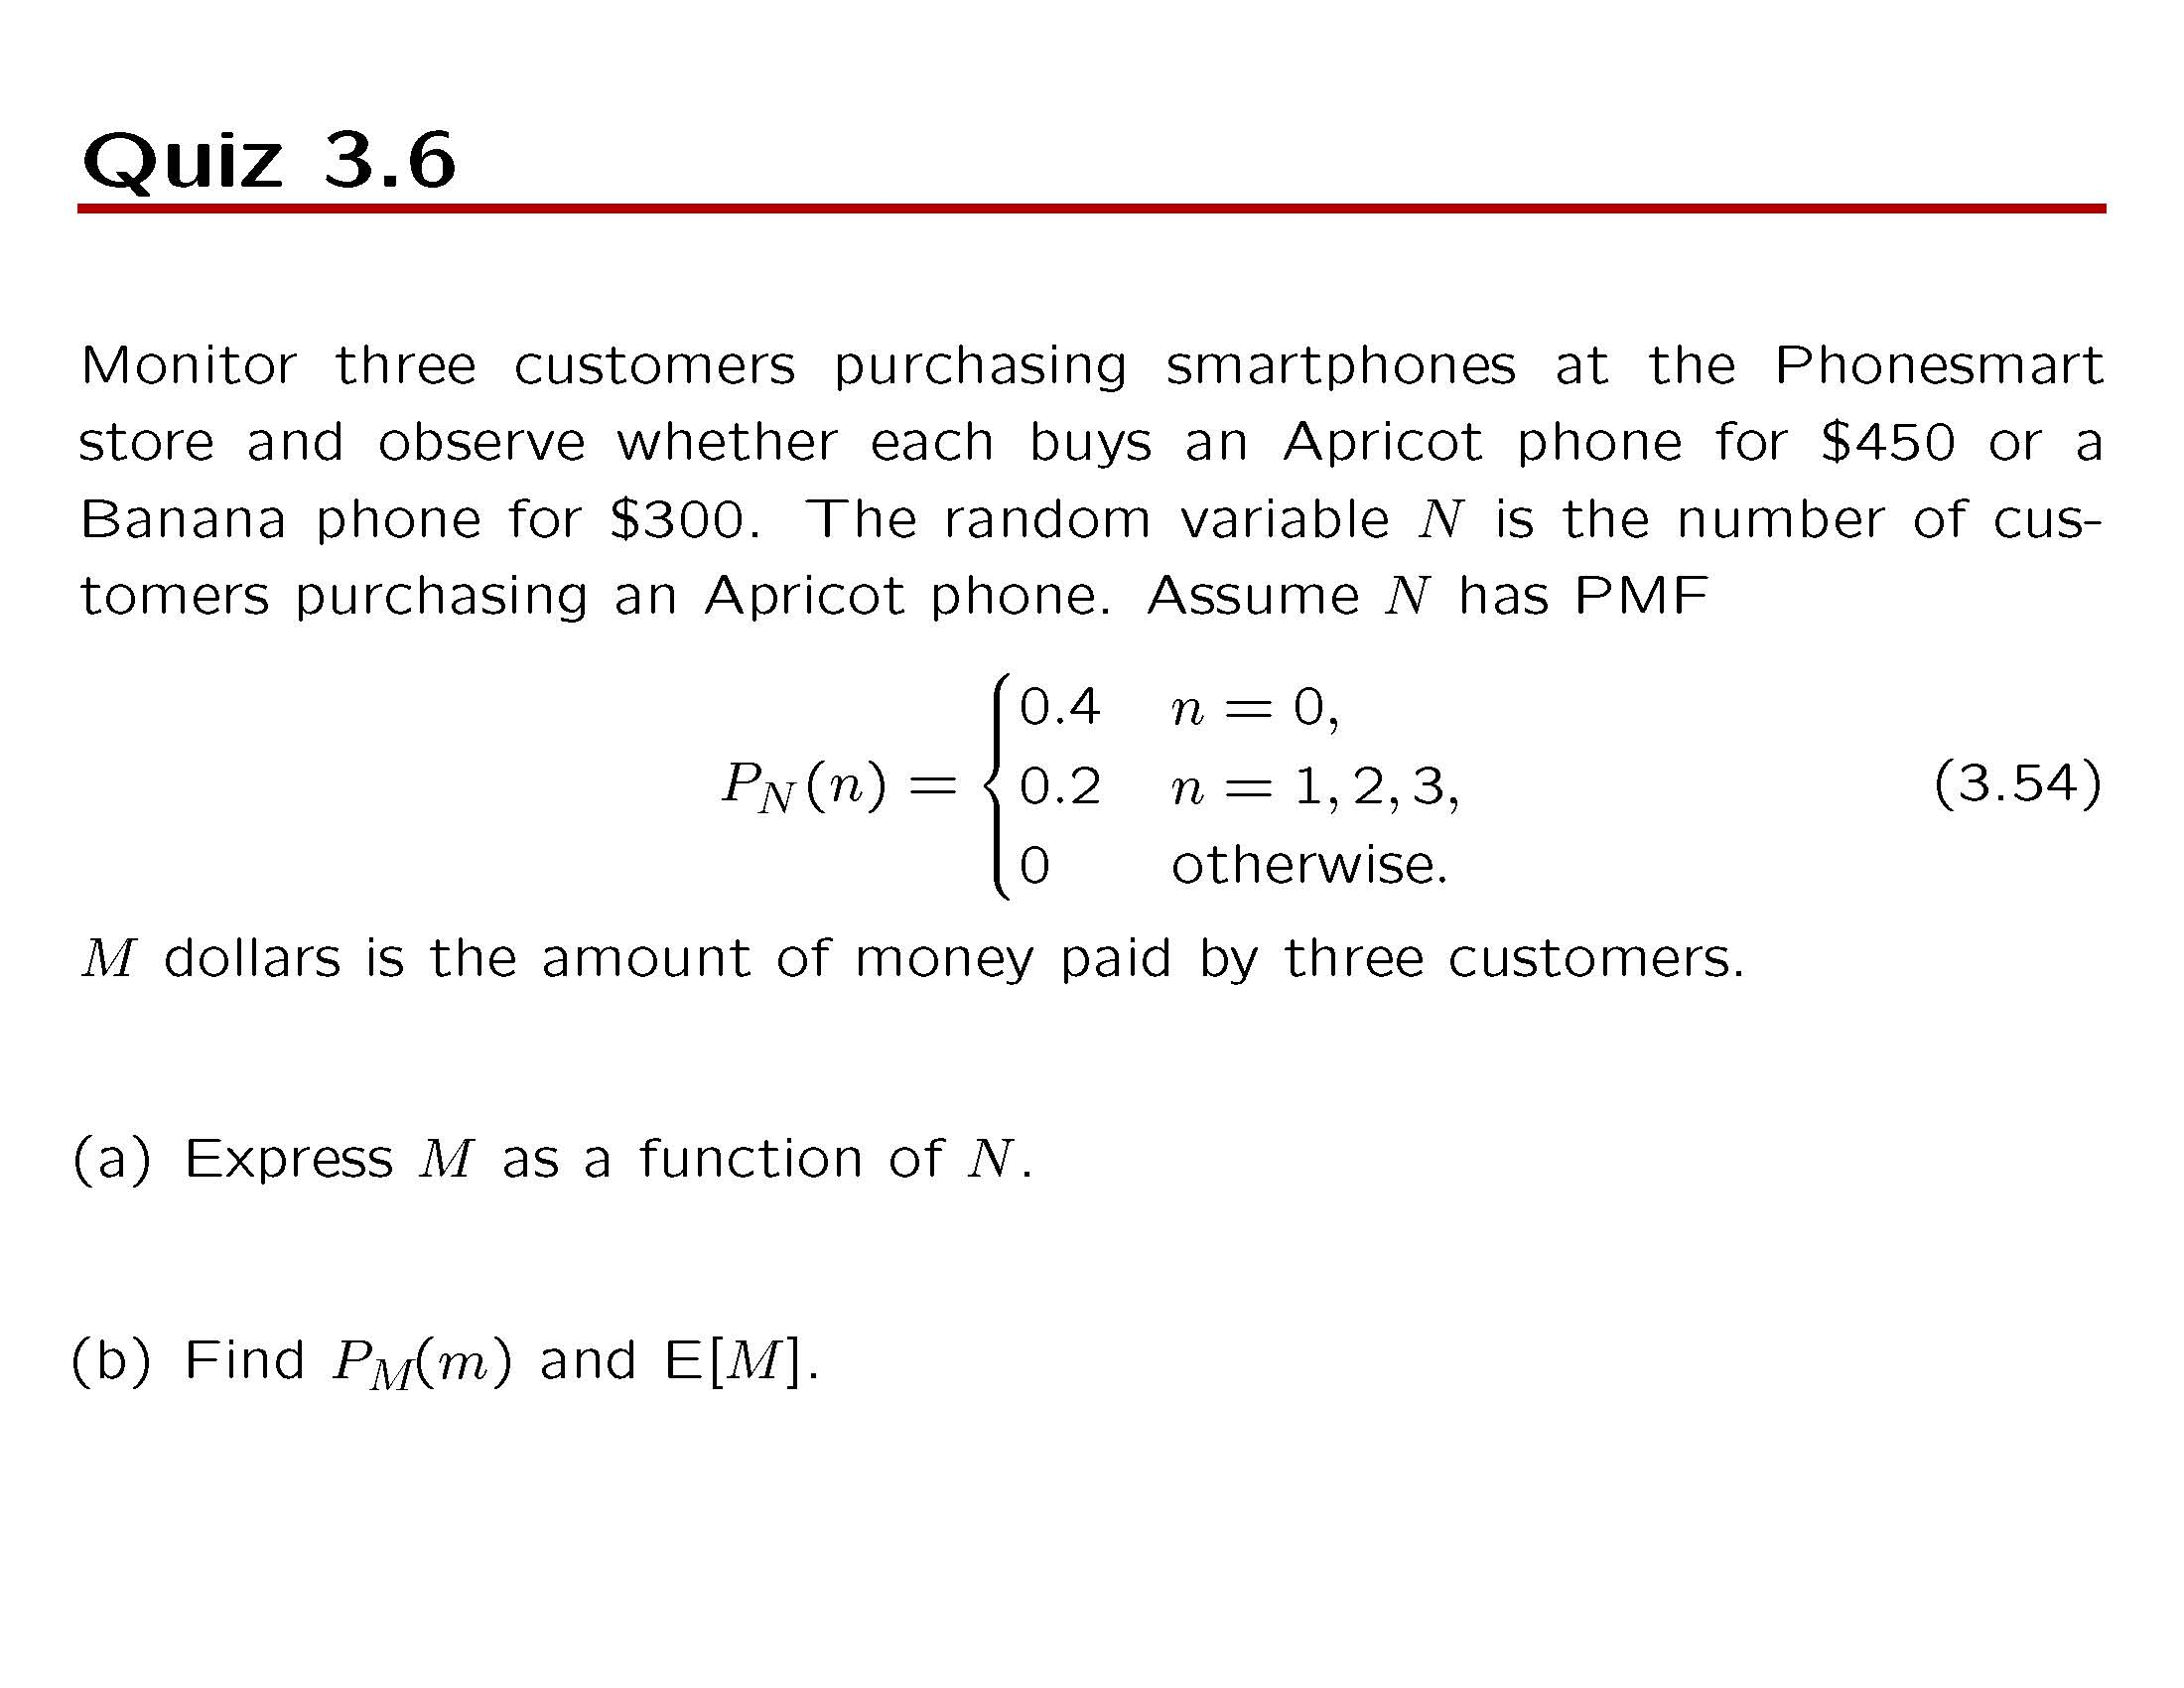 Quiz 3.6
Monitor three customers purchasing smartphones at the Phonesmart
store and observe whether each buys an Apricot phone for $450 or a
Banana phone for $300. The random variable N is the number of cus-
tomers purchasing an Apricot phone. Assume N has PMF
P_N(n) = { 0.4 n = 0,
0.2 n = 1, 2, 3,
0 otherwise.
(3.54)
M dollars is the amount of money paid by three customers.
(a) Express M as a function of N.
(b) Find P_M(m) and E[M].